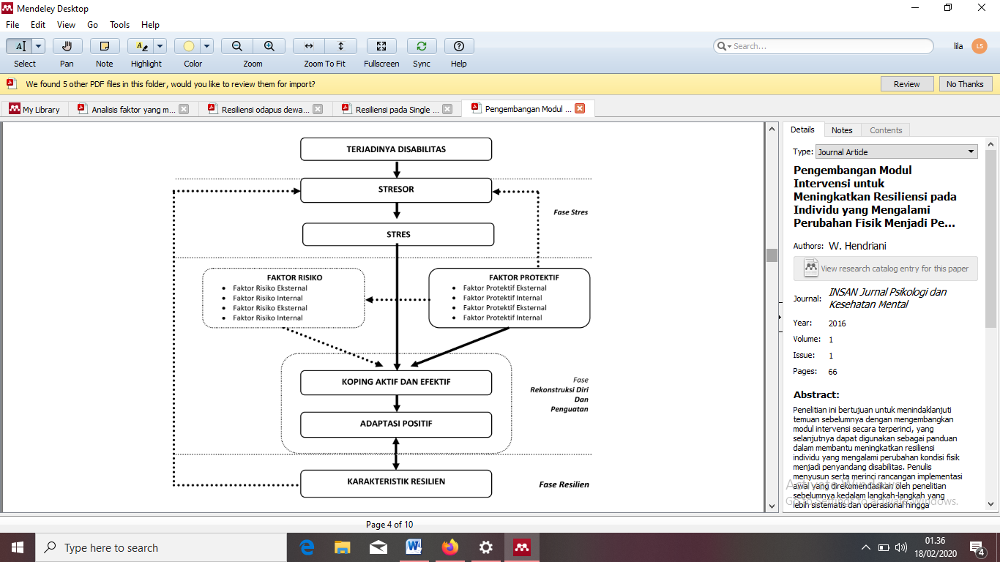 Mendeley Desktop
File Edit View Go Tools Help
Select Pan Note Highlight Color Zoom Zoom To Fit Fullscreen Sync Help
Search...
lila
LS
We found 5 other PDF files in this folder, would you like to review them for import?
Review
No Thanks
My Library
Analisis faktor yang m...
Resiliensi odapus dewa...
Resiliensi pada Single ...
Pengembangan Modul ...
TERJADINYA DISABILITAS
STRESOR
Fase Stres
STRES
FAKTOR RISIKO
• Faktor Risiko Eksternal
• Faktor Risiko Internal
• Faktor Risiko Eksternal
• Faktor Risiko Internal
FAKTOR PROTEKTIF
• Faktor Protektif Eksternal
• Faktor Protektif Internal
• Faktor Protektif Eksternal
• Faktor Protektif Internal
KOPING AKTIF DAN EFEKTIF
Fase
Rekonstruksi Diri
Dan
Penguatan
ADAPTASI POSITIF
KARAKTERISTIK RESILIEN
Fase Resilien
Details Notes Contents
Type: Journal Article
Pengembangan Modul
Intervensi untuk
Meningkatkan Resiliensi pada
Individu yang Mengalami
Perubahan Fisik Menjadi Pe...
Authors: W. Hendriani
View research catalog entry for this paper
Journal: INSAN Jurnal Psikologi dan
Kesehatan Mental
Year: 2016
Volume: 1
Issue: 1
Pages: 66
Abstract:
Penelitian ini bertujuan untuk menindaklanjuti
temuan sebelumnya dengan mengembangkan
modul intervensi secara terperinci, yang
selanjutnya dapat digunakan sebagai panduan
dalam membantu meningkatkan resiliensi
individu yang mengalami perubahan kondisi fisik
menjadi penyandang disabilitas. Penulis
menyusun serta merinci rancangan implementasi
awal yang di rekomendasikan oleh penelitian
sebelumnya kedalam langkah-langkah yang
lebih sistematis dan operasional hingga
Activate Windows
Go to Settings to activate Windows.
Page 4 of 10
Type here to search
01.36
18/02/2020
4